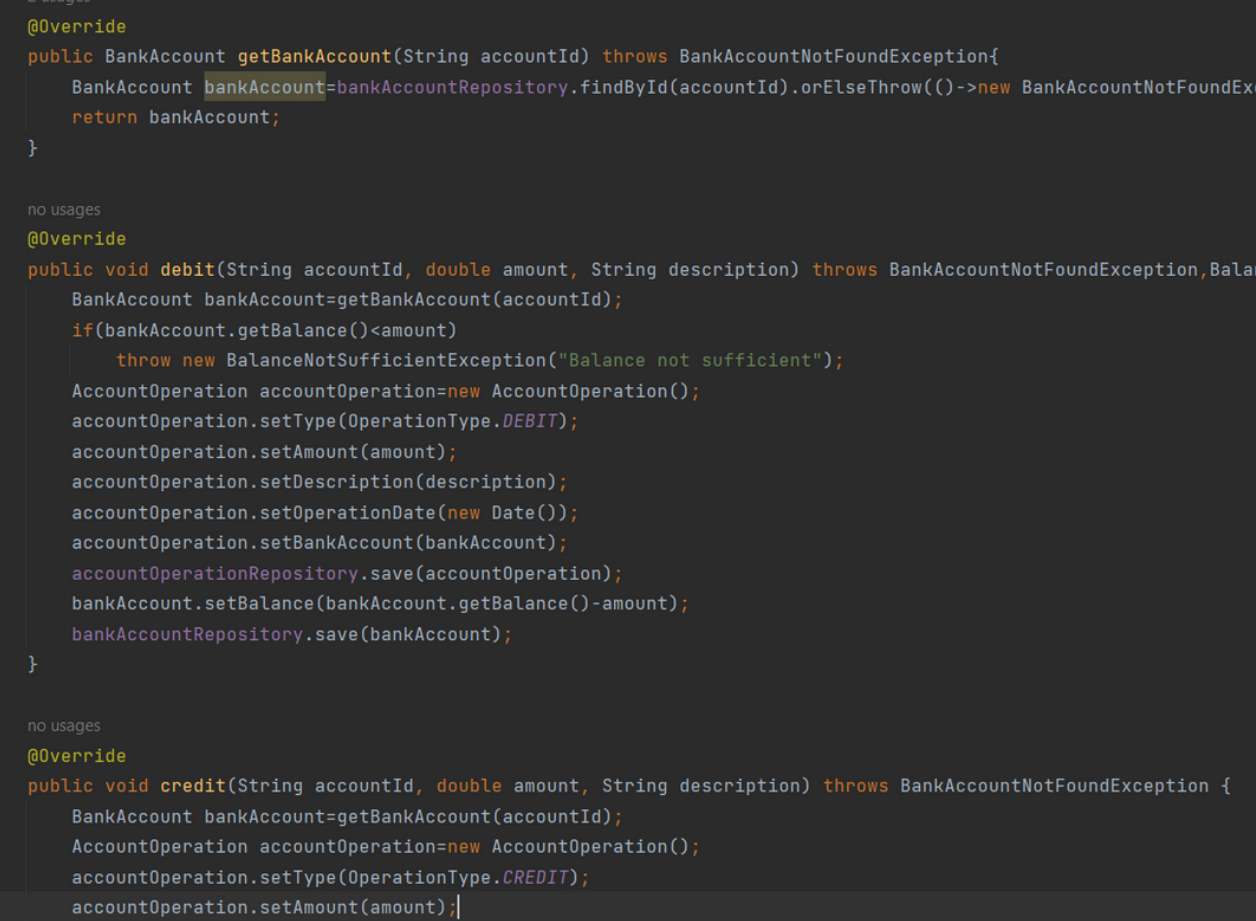 2 usages
@Override
public BankAccount getBankAccount(String accountId) throws BankAccountNotFoundException{
    BankAccount bankAccount=bankAccountRepository.findById(accountId).orElseThrow(()->new BankAccountNotFoundEx
    return bankAccount;
}
no usages
@Override
public void debit(String accountId, double amount, String description) throws BankAccountNotFoundException,Balan
    BankAccount bankAccount=getBankAccount(accountId);
    if(bankAccount.getBalance()<amount)
        throw new BalanceNotSufficientException("Balance not sufficient");
    AccountOperation accountOperation=new AccountOperation();
    accountOperation.setType(OperationType.DEBIT);
    accountOperation.setAmount(amount);
    accountOperation.setDescription(description);
    accountOperation.setOperationDate(new Date());
    accountOperation.setBankAccount(bankAccount);
    accountOperationRepository.save(accountOperation);
    bankAccount.setBalance(bankAccount.getBalance()-amount);
    bankAccountRepository.save(bankAccount);
}
no usages
@Override
public void credit(String accountId, double amount, String description) throws BankAccountNotFoundException {
    BankAccount bankAccount=getBankAccount(accountId);
    AccountOperation accountOperation=new AccountOperation();
    accountOperation.setType(OperationType.CREDIT);
    accountOperation.setAmount(amount);